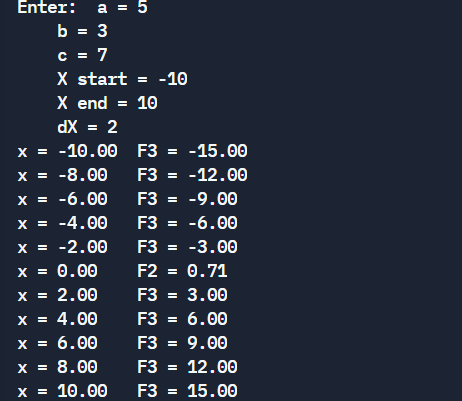 Enter:  a = 5
    b = 3
    c = 7
    X start = -10
    X end = 10
    dX = 2
x = -10.00  F3 = -15.00
x = -8.00   F3 = -12.00
x = -6.00   F3 = -9.00
x = -4.00   F3 = -6.00
x = -2.00   F3 = -3.00
x = 0.00    F2 = 0.71
x = 2.00    F3 = 3.00
x = 4.00    F3 = 6.00
x = 6.00    F3 = 9.00
x = 8.00    F3 = 12.00
x = 10.00   F3 = 15.00